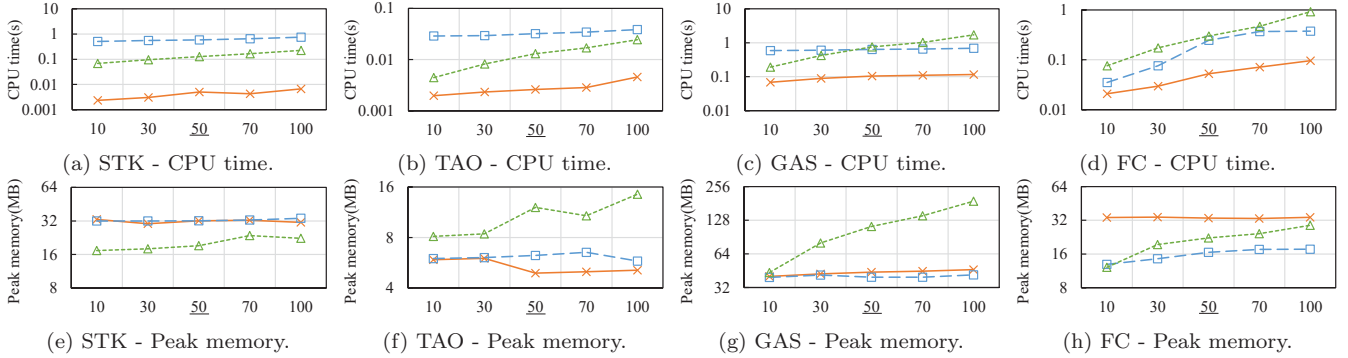 CPU time(s)
10
1
0.1
0.01
0.001
10 30 50 70 100
(a) STK - CPU time.
CPU time(s)
0.1
0.01
0.001
10 30 50 70 100
(b) TAO - CPU time.
CPU time(s)
10
1
0.1
0.01
10 30 50 70 100
(c) GAS - CPU time.
CPU time(s)
1
0.1
0.01
10 30 50 70 100
(d) FC - CPU time.
Peak memory(MB)
64
32
16
8
10 30 50 70 100
(e) STK - Peak memory.
Peak memory(MB)
16
8
4
10 30 50 70 100
(f) TAO - Peak memory.
Peak memory(MB)
256
128
64
32
10 30 50 70 100
(g) GAS - Peak memory.
Peak memory(MB)
64
32
16
8
10 30 50 70 100
(h) FC - Peak memory.